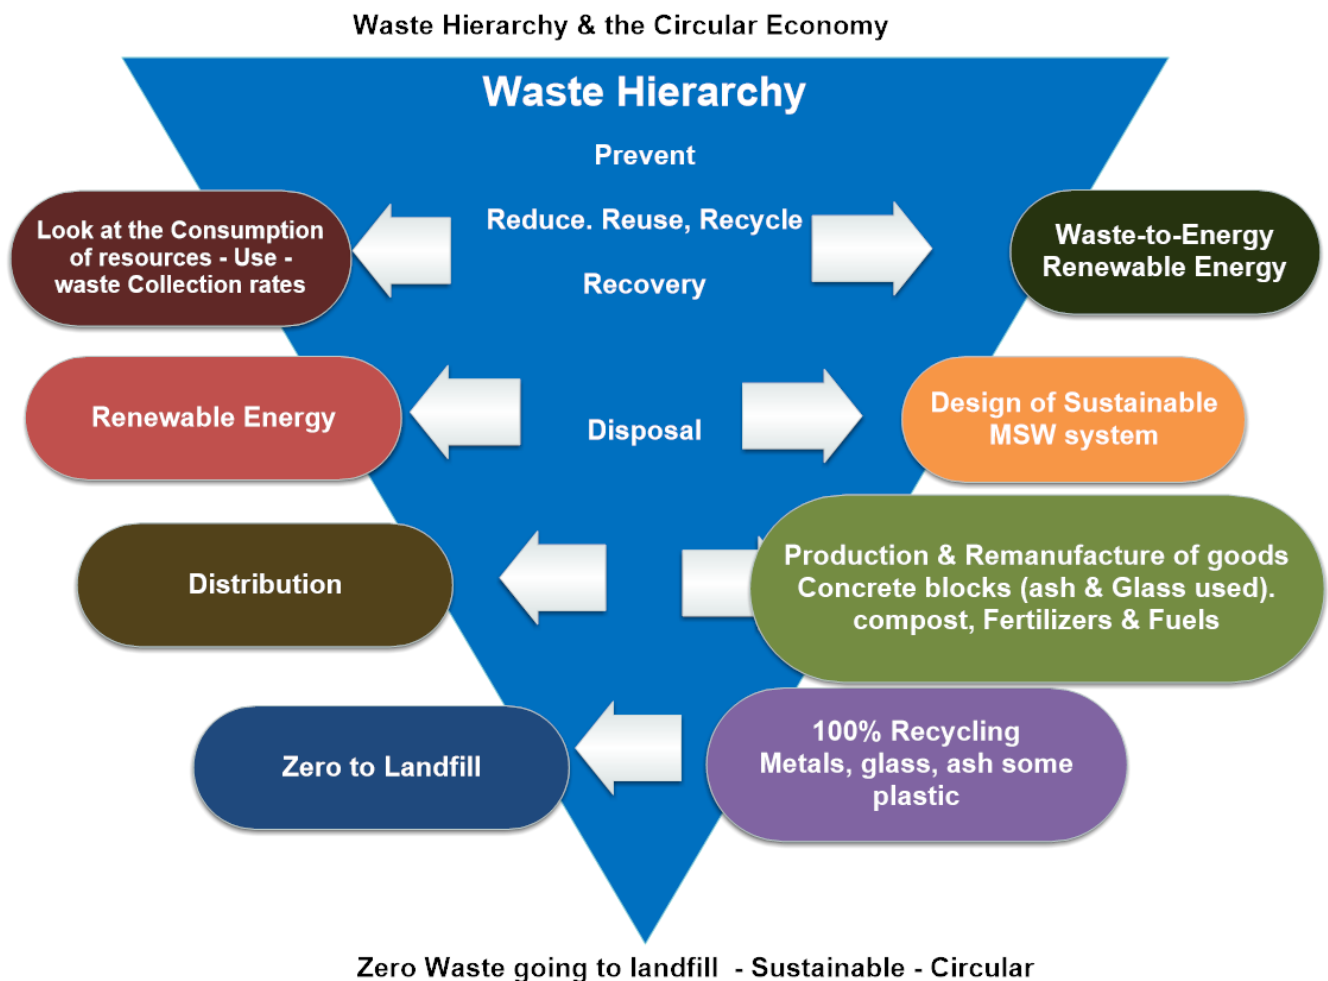 Waste Hierarchy & the Circular Economy
Waste Hierarchy
Prevent
Reduce. Reuse, Recycle
Recovery
Disposal
Look at the Consumption
of resources - Use -
waste Collection rates
Waste-to-Energy
Renewable Energy
Renewable Energy
Design of Sustainable
MSW system
Distribution
Production & Remanufacture of goods
Concrete blocks (ash & Glass used).
compost, Fertilizers & Fuels
Zero to Landfill
100% Recycling
Metals, glass, ash some
plastic
Zero Waste going to landfill - Sustainable - Circular